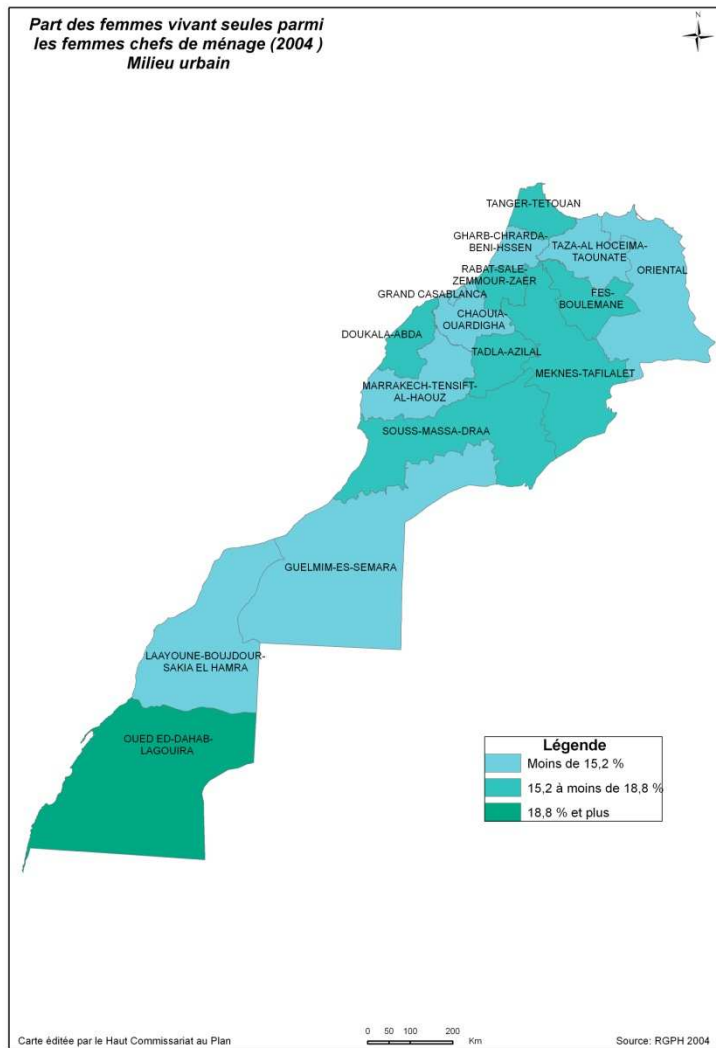 Part des femmes vivant seules parmi
les femmes chefs de ménage (2004 )
Milieu urbain
N
TANGER-TETOUAN
GHARB-CHRARDA-
BENI-HSSEN
TAZA-AL HOCEIMA-
TAOUNATE
ORIENTAL
RABAT-SALE-
ZEMMOUR-ZAER
GRAND CASABLANCA
FES-
BOULEMANE
CHAOUIA-
OUARDIGHA
DOUKALA-ABDA
TADLA-AZILAL
MEKNES-TAFILALET
MARRAKECH-TENSIFT-
AL-HAOUZ
SOUSS-MASSA-DRAA
GUELMIM-ES-SEMARA
LAAYOUNE-BOUJDOUR-
SAKIA EL HAMRA
OUED ED-DAHAB-
LAGOUIRA
Légende
Moins de 15,2 %
15,2 à moins de 18,8 %
18,8 % et plus
Carte éditée par le Haut Commissariat au Plan
0 50 100 200
Km
Source: RGPH 2004